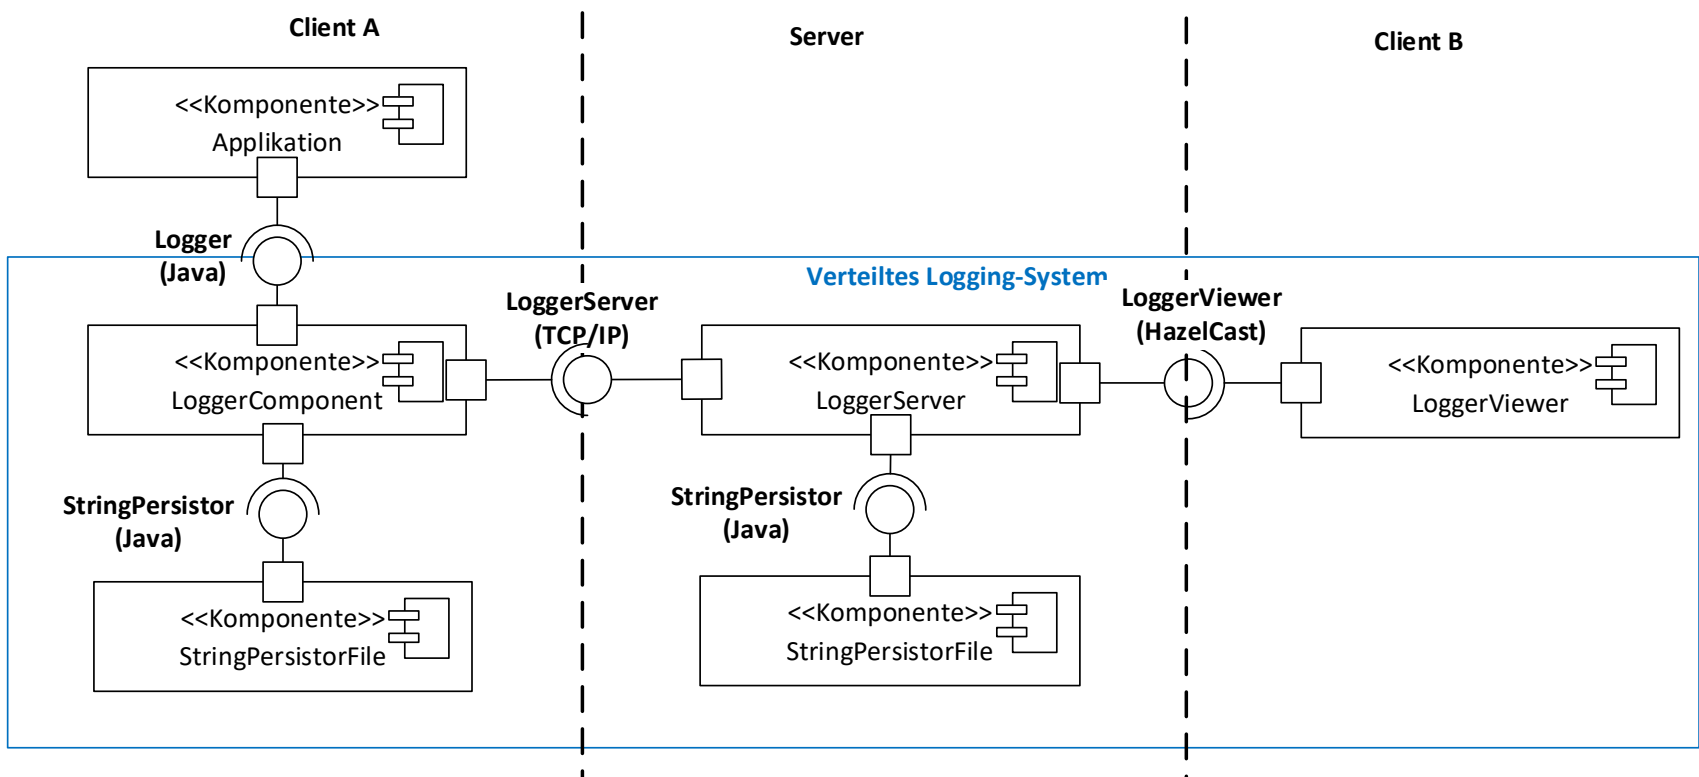 Client A
Server
Client B
<<Komponente>>
Applikation
Logger
(Java)
Verteiltes Logging-System
LoggerServer
(TCP/IP)
LoggerViewer
(HazelCast)
<<Komponente>>
LoggerComponent
<<Komponente>>
LoggerServer
<<Komponente>>
LoggerViewer
StringPersistor
(Java)
StringPersistor
(Java)
<<Komponente>>
StringPersistorFile
<<Komponente>>
StringPersistorFile